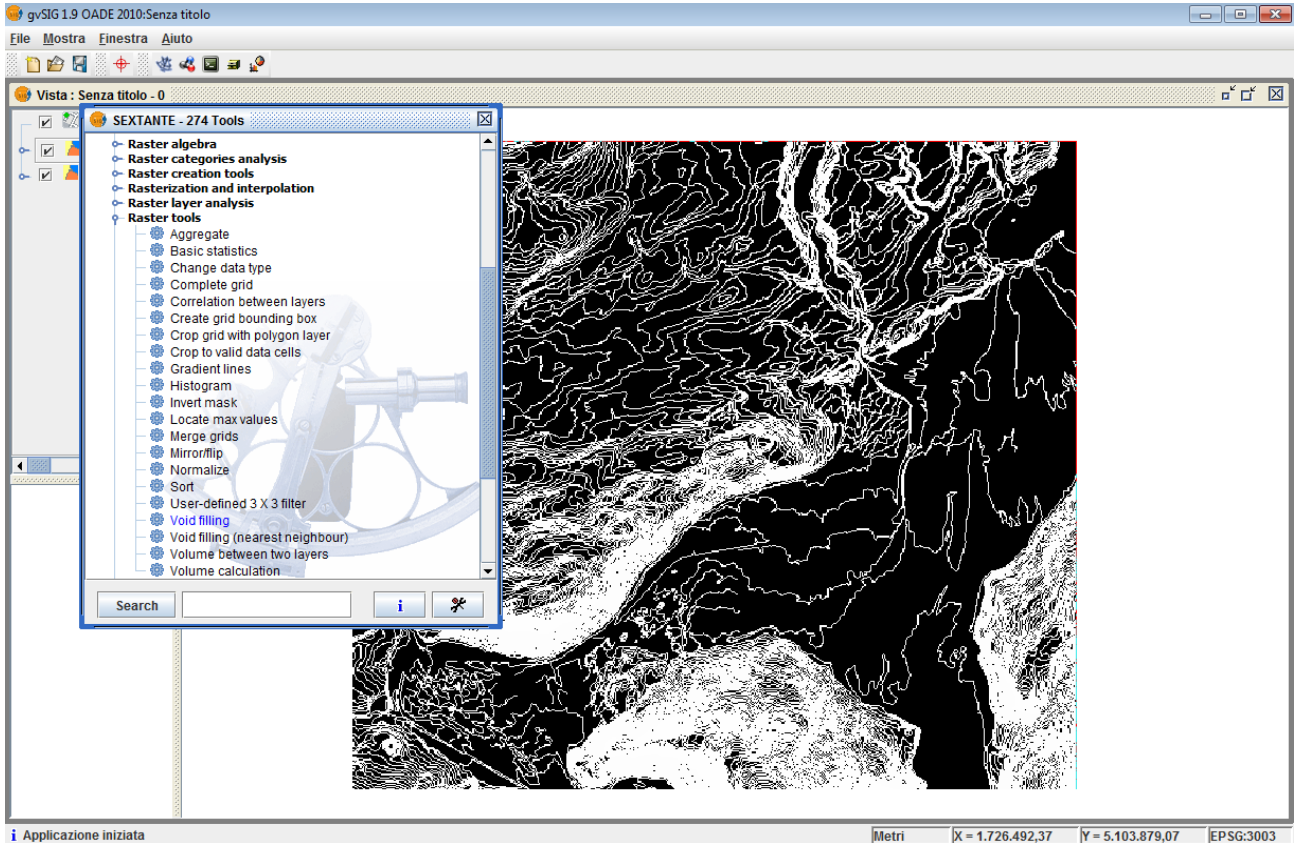 gvSIG 1.9 OADE 2010:Senza titolo
File Mostra Finestra Aiuto
Vista : Senza titolo - 0
SEXTANTE - 274 Tools
Raster algebra
Raster categories analysis
Raster creation tools
Rasterization and interpolation
Raster layer analysis
Raster tools
Aggregate
Basic statistics
Change data type
Complete grid
Correlation between layers
Create grid bounding box
Crop grid with polygon layer
Crop to valid data cells
Gradient lines
Histogram
Invert mask
Locate max values
Merge grids
Mirror/flip
Normalize
Sort
User-defined 3 X 3 filter
Void filling
Void filling (nearest neighbour)
Volume between two layers
Volume calculation
Search
i
i Applicazione iniziata Metri X = 1.726.492,37 Y = 5.103.879,07 EPSG:3003